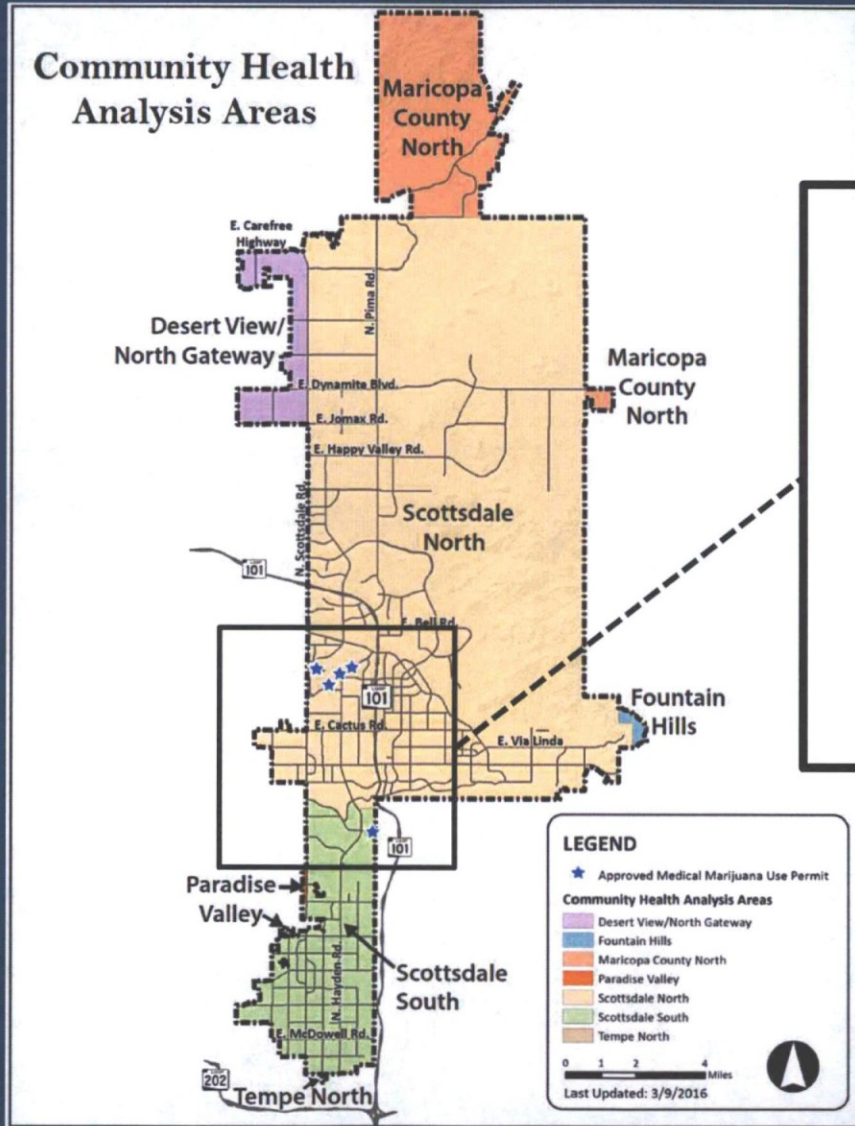 Community Health
Analysis Areas
Maricopa
County
North
E. Carefree
Highway
N. Pima Rd.
Desert View/
North Gateway
E. Dynamite Blvd.
Maricopa
County
North
E. Jomax Rd.
E. Happy Valley Rd.
N. Scottsdale Rd.
Scottsdale
North
101
E. Bell Rd.
LOOP
101
E. Cactus Rd.
E. Via Linda
Fountain
Hills
101
Paradise
Valley
N. Hayden Rd.
Scottsdale
South
E. McDowell Rd.
202
Tempe North
LEGEND
Approved Medical Marijuana Use Permit
Community Health Analysis Areas
Desert View/North Gateway
Fountain Hills
Maricopa County North
Paradise Valley
Scottsdale North
Scottsdale South
Tempe North
0 1 2 4
Miles
Last Updated: 3/9/2016